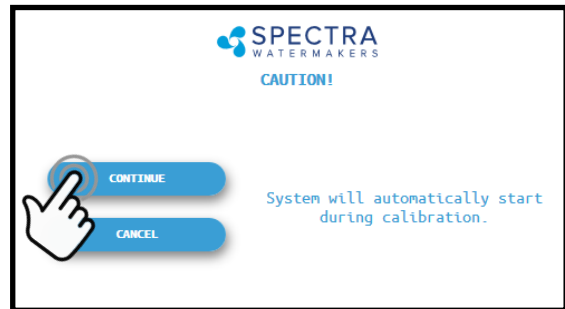 SPECTRA
WATERMAKERS
CAUTION!
CONTINUE
System will automatically start
during calibration.
CANCEL